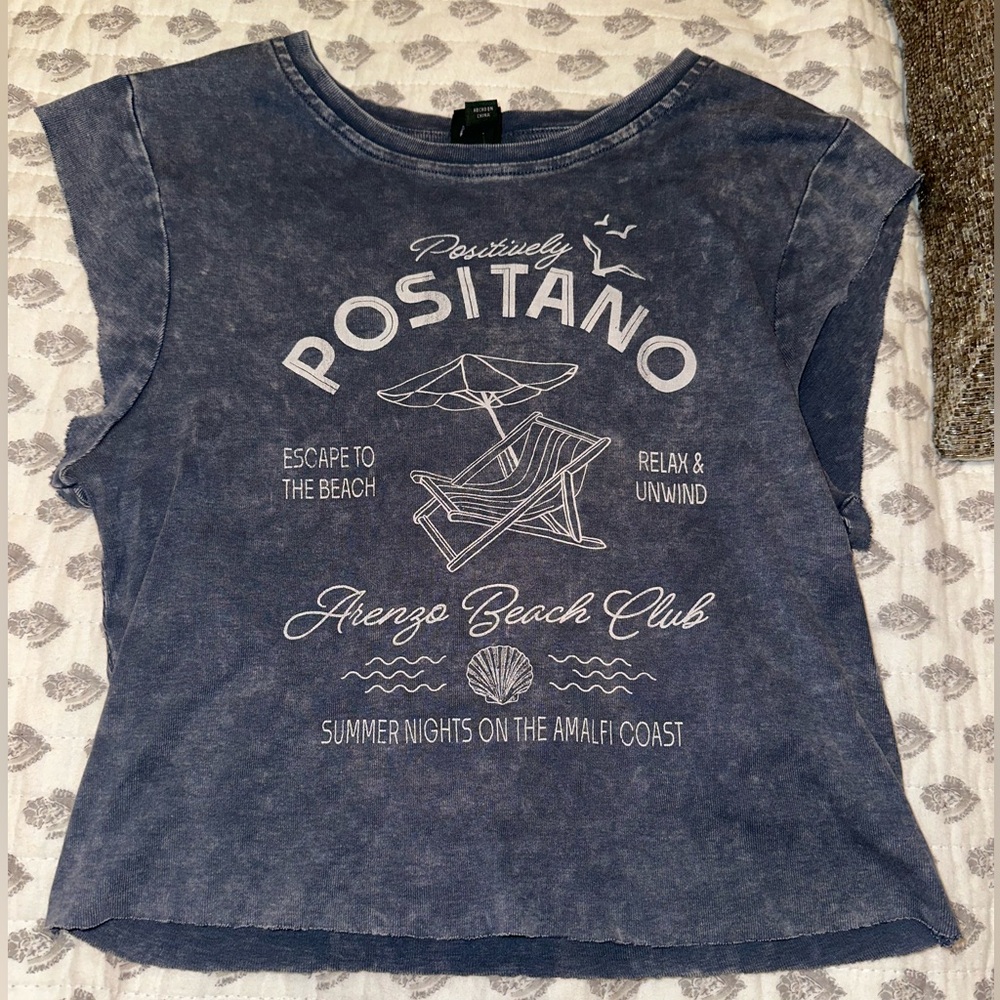 Positively
POSITANO
ESCAPE TO
THE BEACH
RELAX &
UNWIND
Arenzo Beach Club
SUMMER NIGHTS ON THE AMALFI COAST